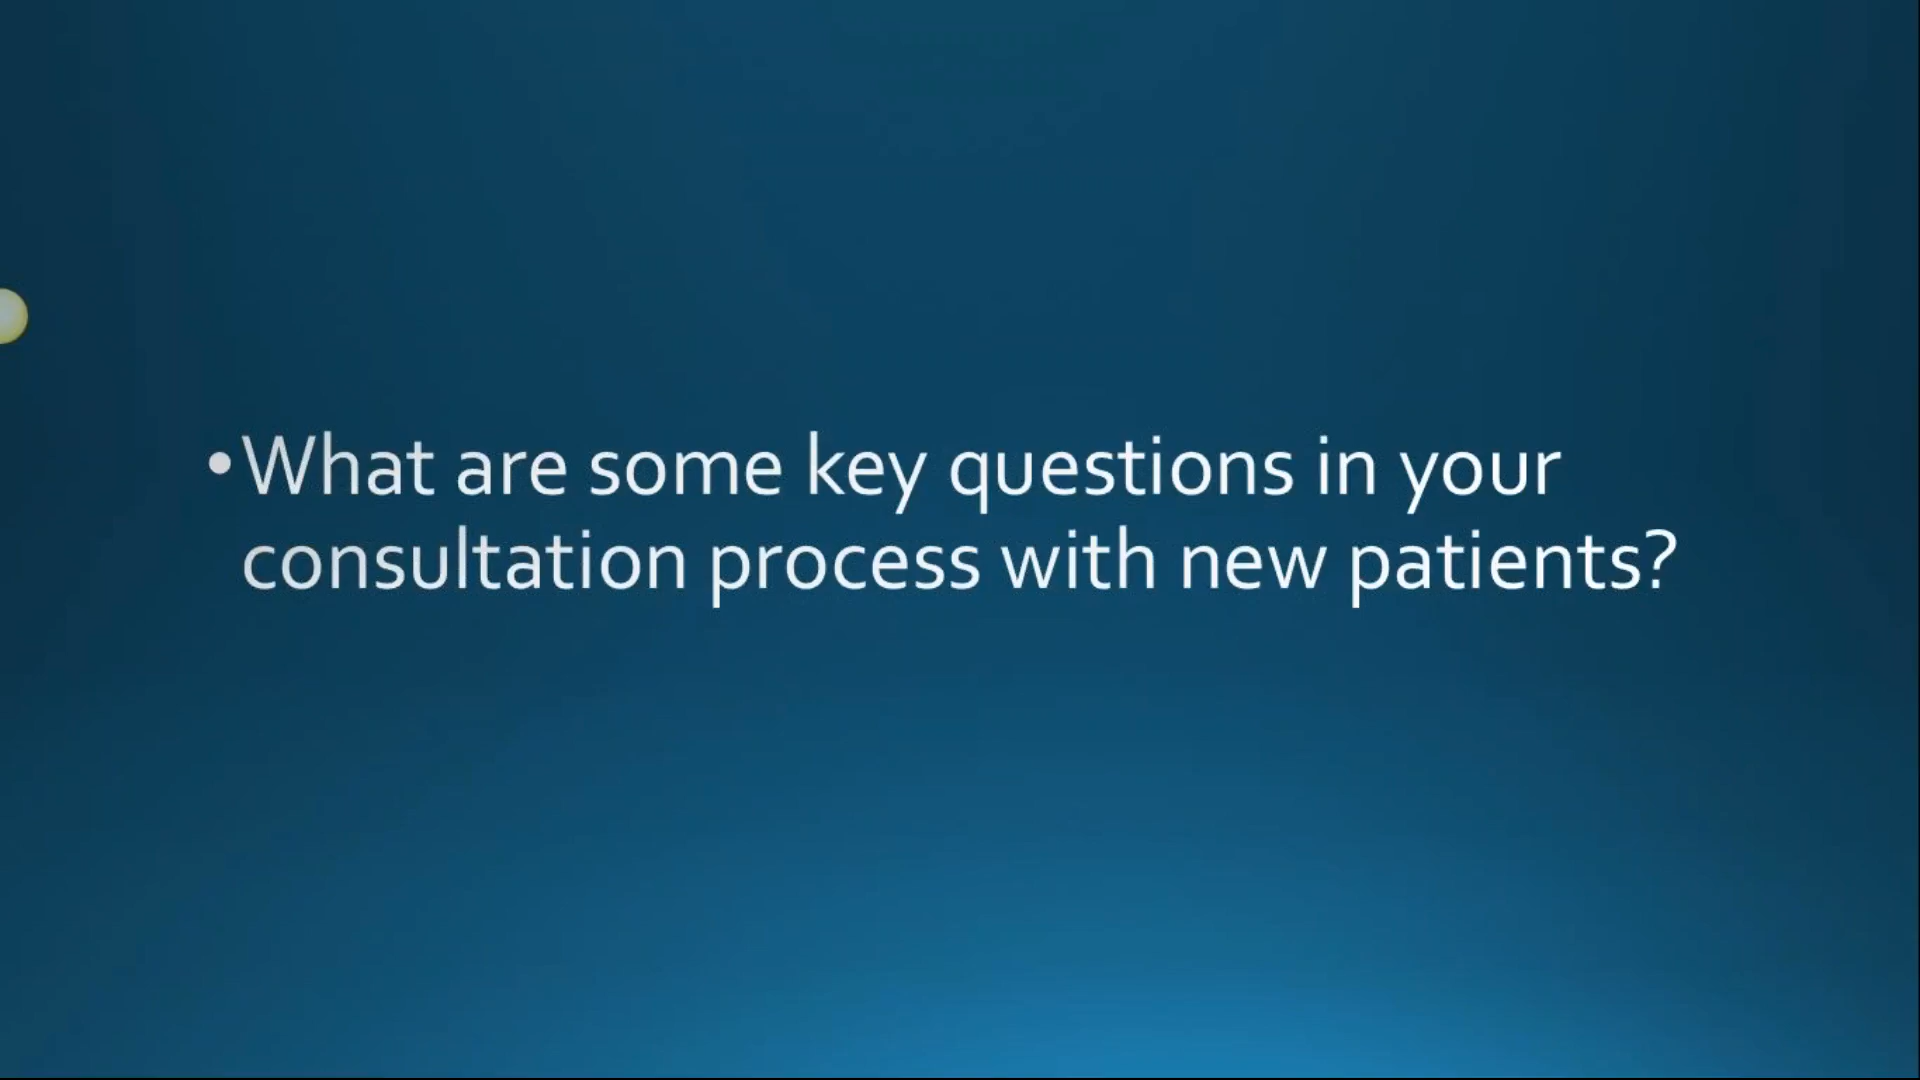 •What are some key questions in your
consultation process with new patients?